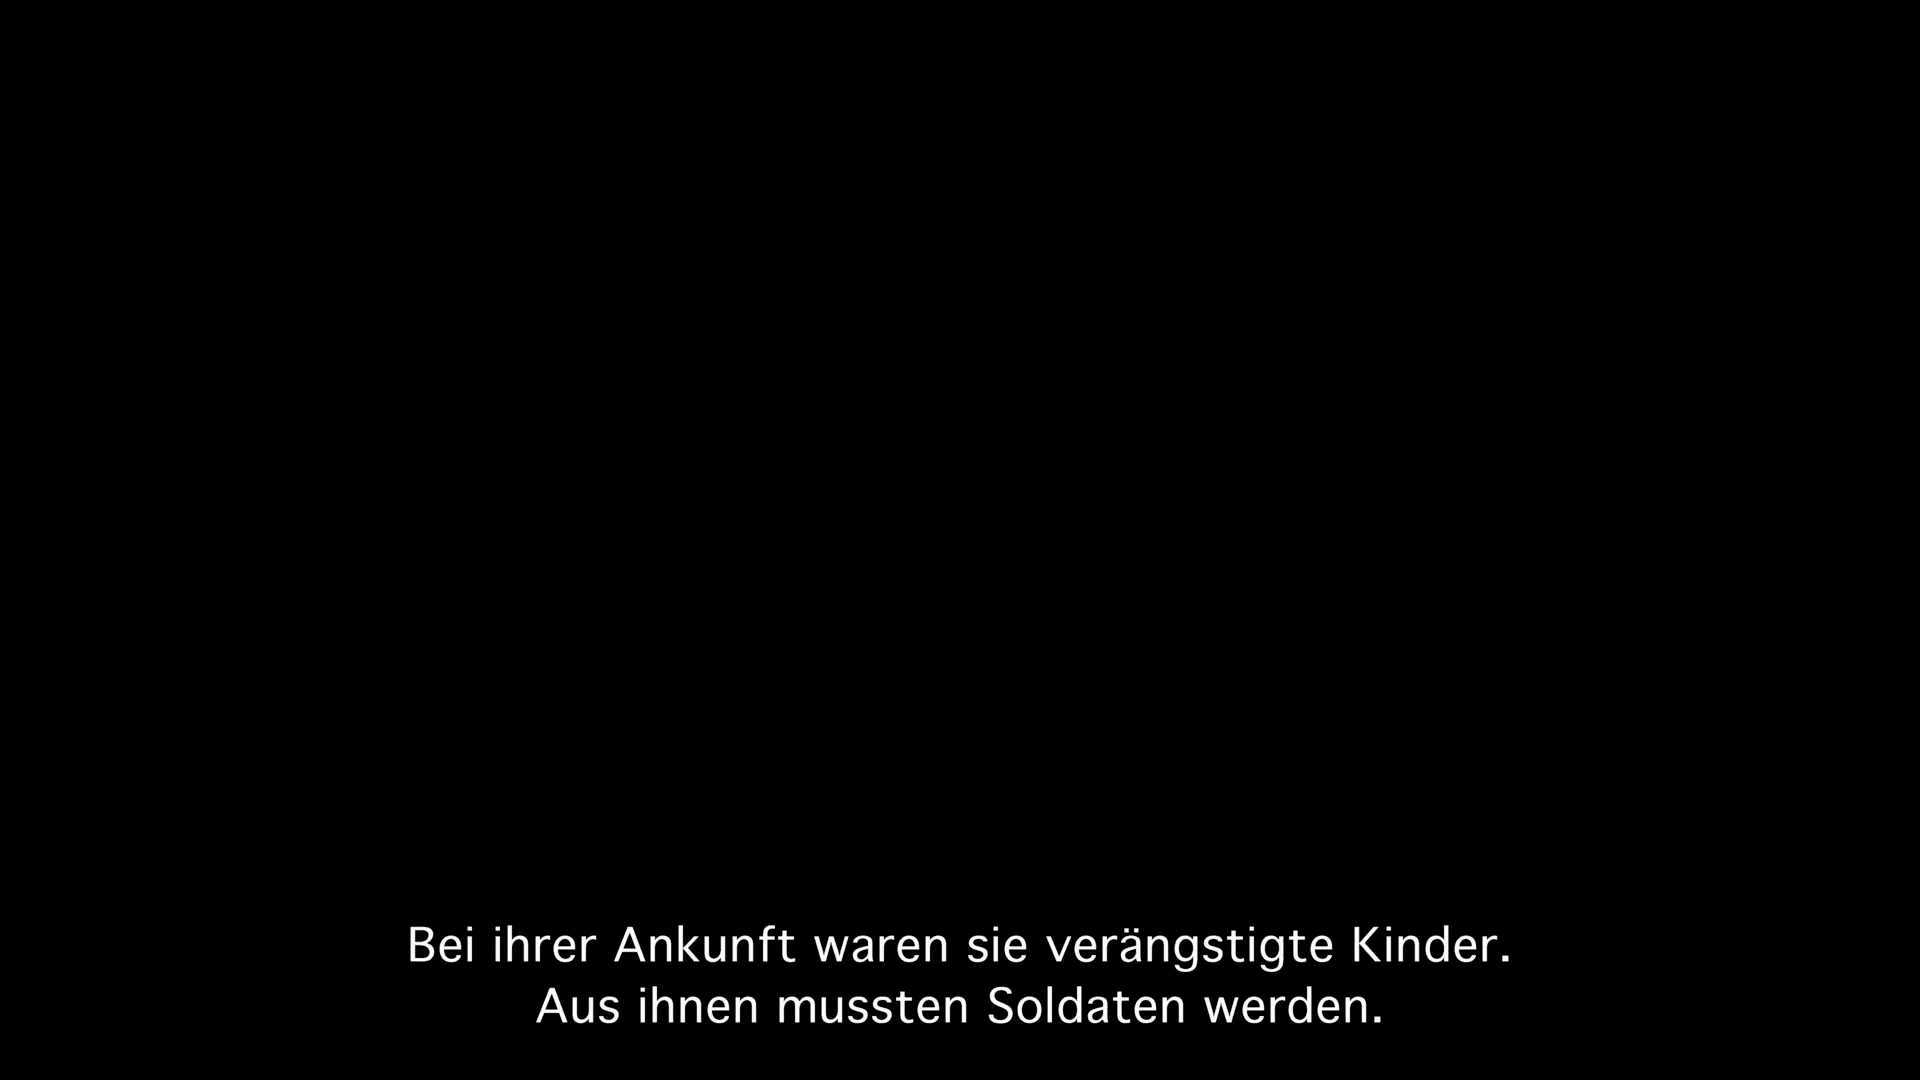 Bei ihrer Ankunft waren sie verängstigte Kinder.
Aus ihnen mussten Soldaten werden.